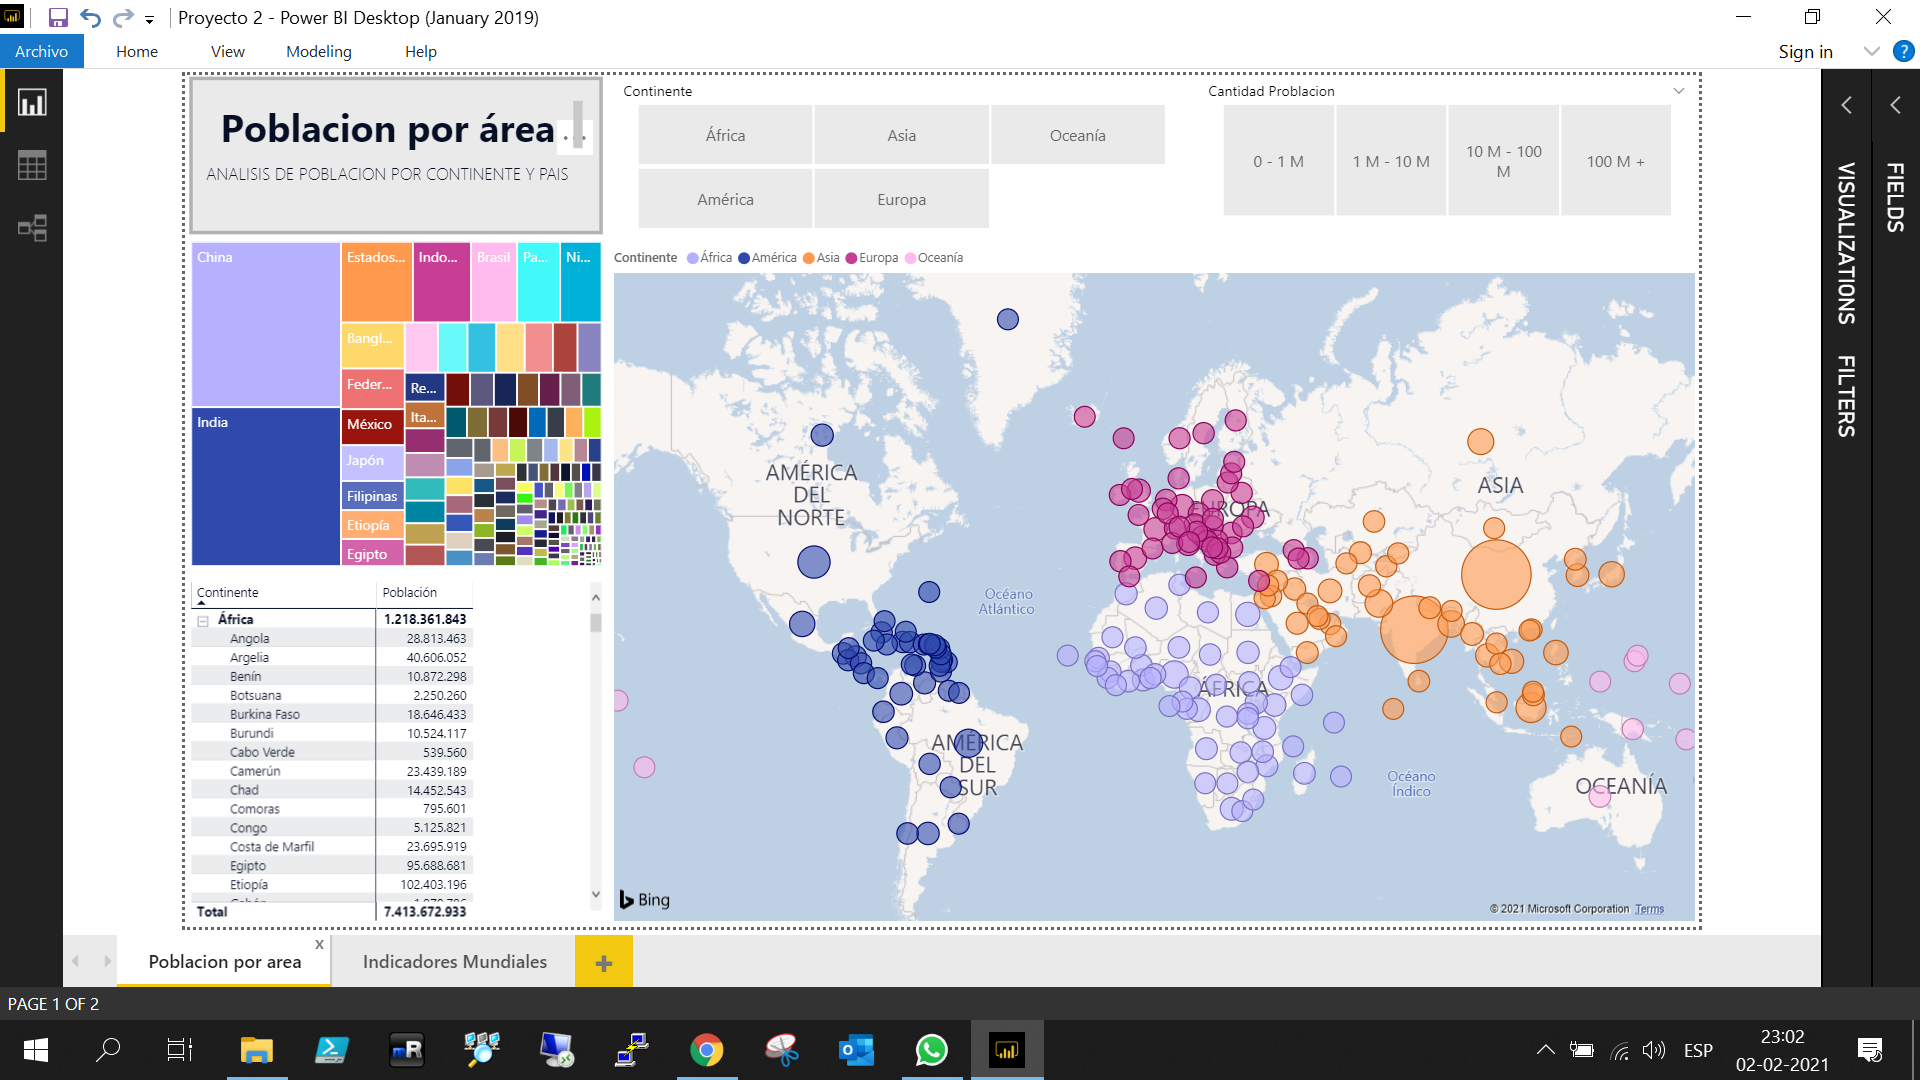 Proyecto 2 - Power BI Desktop (January 2019)
Archivo
Home
View
Modeling
Help
Sign in
?
Poblacion por área
...
ANALISIS DE POBLACION POR CONTINENTE Y PAIS
Continente
África
Asia
Oceanía
América
Europa
Cantidad Problacion
0 - 1 M
1 M - 10 M
10 M - 100
M
100 M +
VISUALIZATIONS
FILTERS
FIELDS
China
Estados...
Indo...
Brasil
Pa...
Ni...
Bangl...
Feder...
Re...
India
México
Ita...
Japón
Filipinas
Etiopía
Egipto
Continente África América Asia Europa Oceanía
AMÉRICA
DEL
NORTE
EUROPA
ASIA
Océano
Atlántico
ÁFRICA
AMÉRICA
DEL
SUR
Océano
Índico
OCEANÍA
Bing
© 2021 Microsoft Corporation Terms
Continente Población
África 1.218.361.843
Angola 28.813.463
Argelia 40.606.052
Benín 10.872.298
Botsuana 2.250.260
Burkina Faso 18.646.433
Burundi 10.524.117
Cabo Verde 539.560
Camerún 23.439.189
Chad 14.452.543
Comoras 795.601
Congo 5.125.821
Costa de Marfil 23.695.919
Egipto 95.688.681
Etiopía 102.403.196
Total 7.413.672.933
Poblacion por area
x
Indicadores Mundiales
+
PAGE 1 OF 2
mR
ESP
23:02
02-02-2021